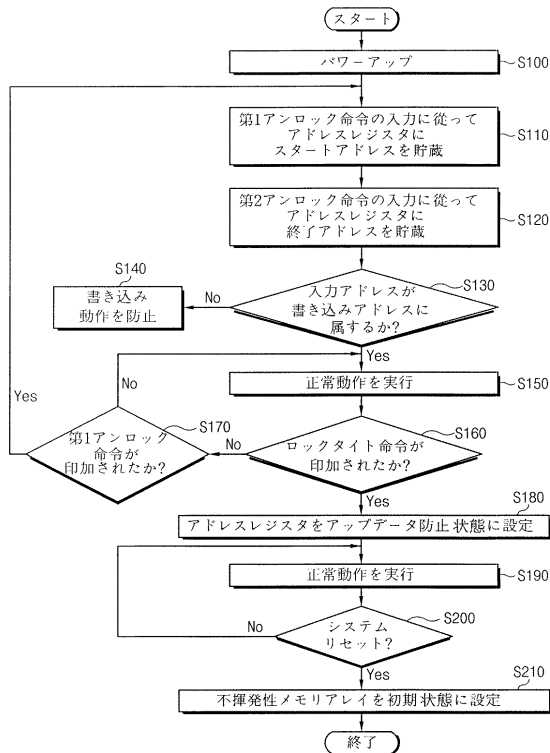 スタート
パワーアップ
S100
第1アンロック命令の入力に従って
アドレスレジスタに
スタートアドレスを貯蔵
S110
第2アンロック命令の入力に従って
アドレスレジスタに
終了アドレスを貯蔵
S120
入力アドレスが
書き込みアドレスに
属するか?
S130
No
S140
書き込み
動作を防止
Yes
正常動作を実行
S150
ロックタイト命令が
印加されたか?
S160
No
第1アンロック
命令が
印加されたか?
S170
No
Yes
Yes
S180
アドレスレジスタをアップデータ防止状態に設定
正常動作を実行
S190
システム
リセット?
S200
No
Yes
S210
不揮発性メモリアレイを初期状態に設定
終了